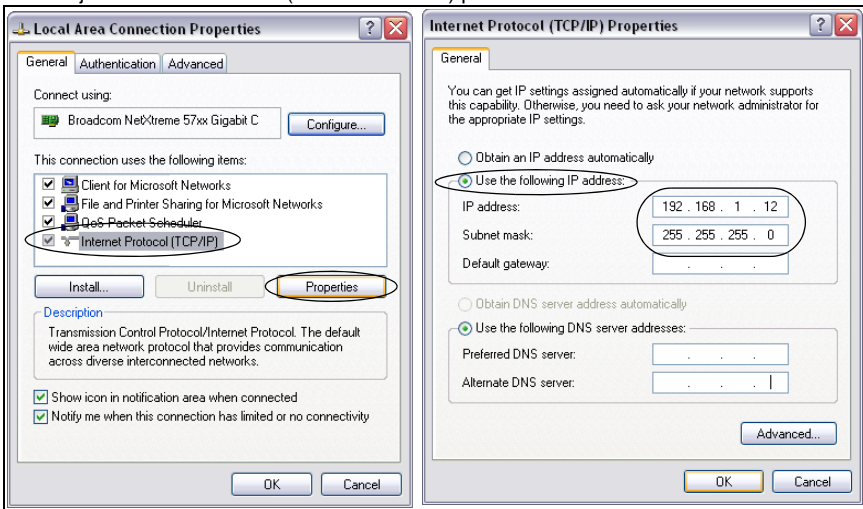 Local Area Connection Properties
General Authentication Advanced
Connect using:
Broadcom NetXtreme 57xx Gigabit C
Configure...
This connection uses the following items:
Client for Microsoft Networks
File and Printer Sharing for Microsoft Networks
QoS Packet Scheduler
Internet Protocol (TCP/IP)
Install... Uninstall Properties
Description
Transmission Control Protocol/Internet Protocol. The default
wide area network protocol that provides communication
across diverse interconnected networks.
Show icon in notification area when connected
Notify me when this connection has limited or no connectivity
OK Cancel
Internet Protocol (TCP/IP) Properties
General
You can get IP settings assigned automatically if your network supports
this capability. Otherwise, you need to ask your network administrator for
the appropriate IP settings.
Obtain an IP address automatically
Use the following IP address:
IP address: 192 . 168 . 1 . 12
Subnet mask: 255 . 255 . 255 . 0
Default gateway: . . .
Obtain DNS server address automatically
Use the following DNS server addresses:
Preferred DNS server: . . .
Alternate DNS server: . . .
Advanced...
OK Cancel